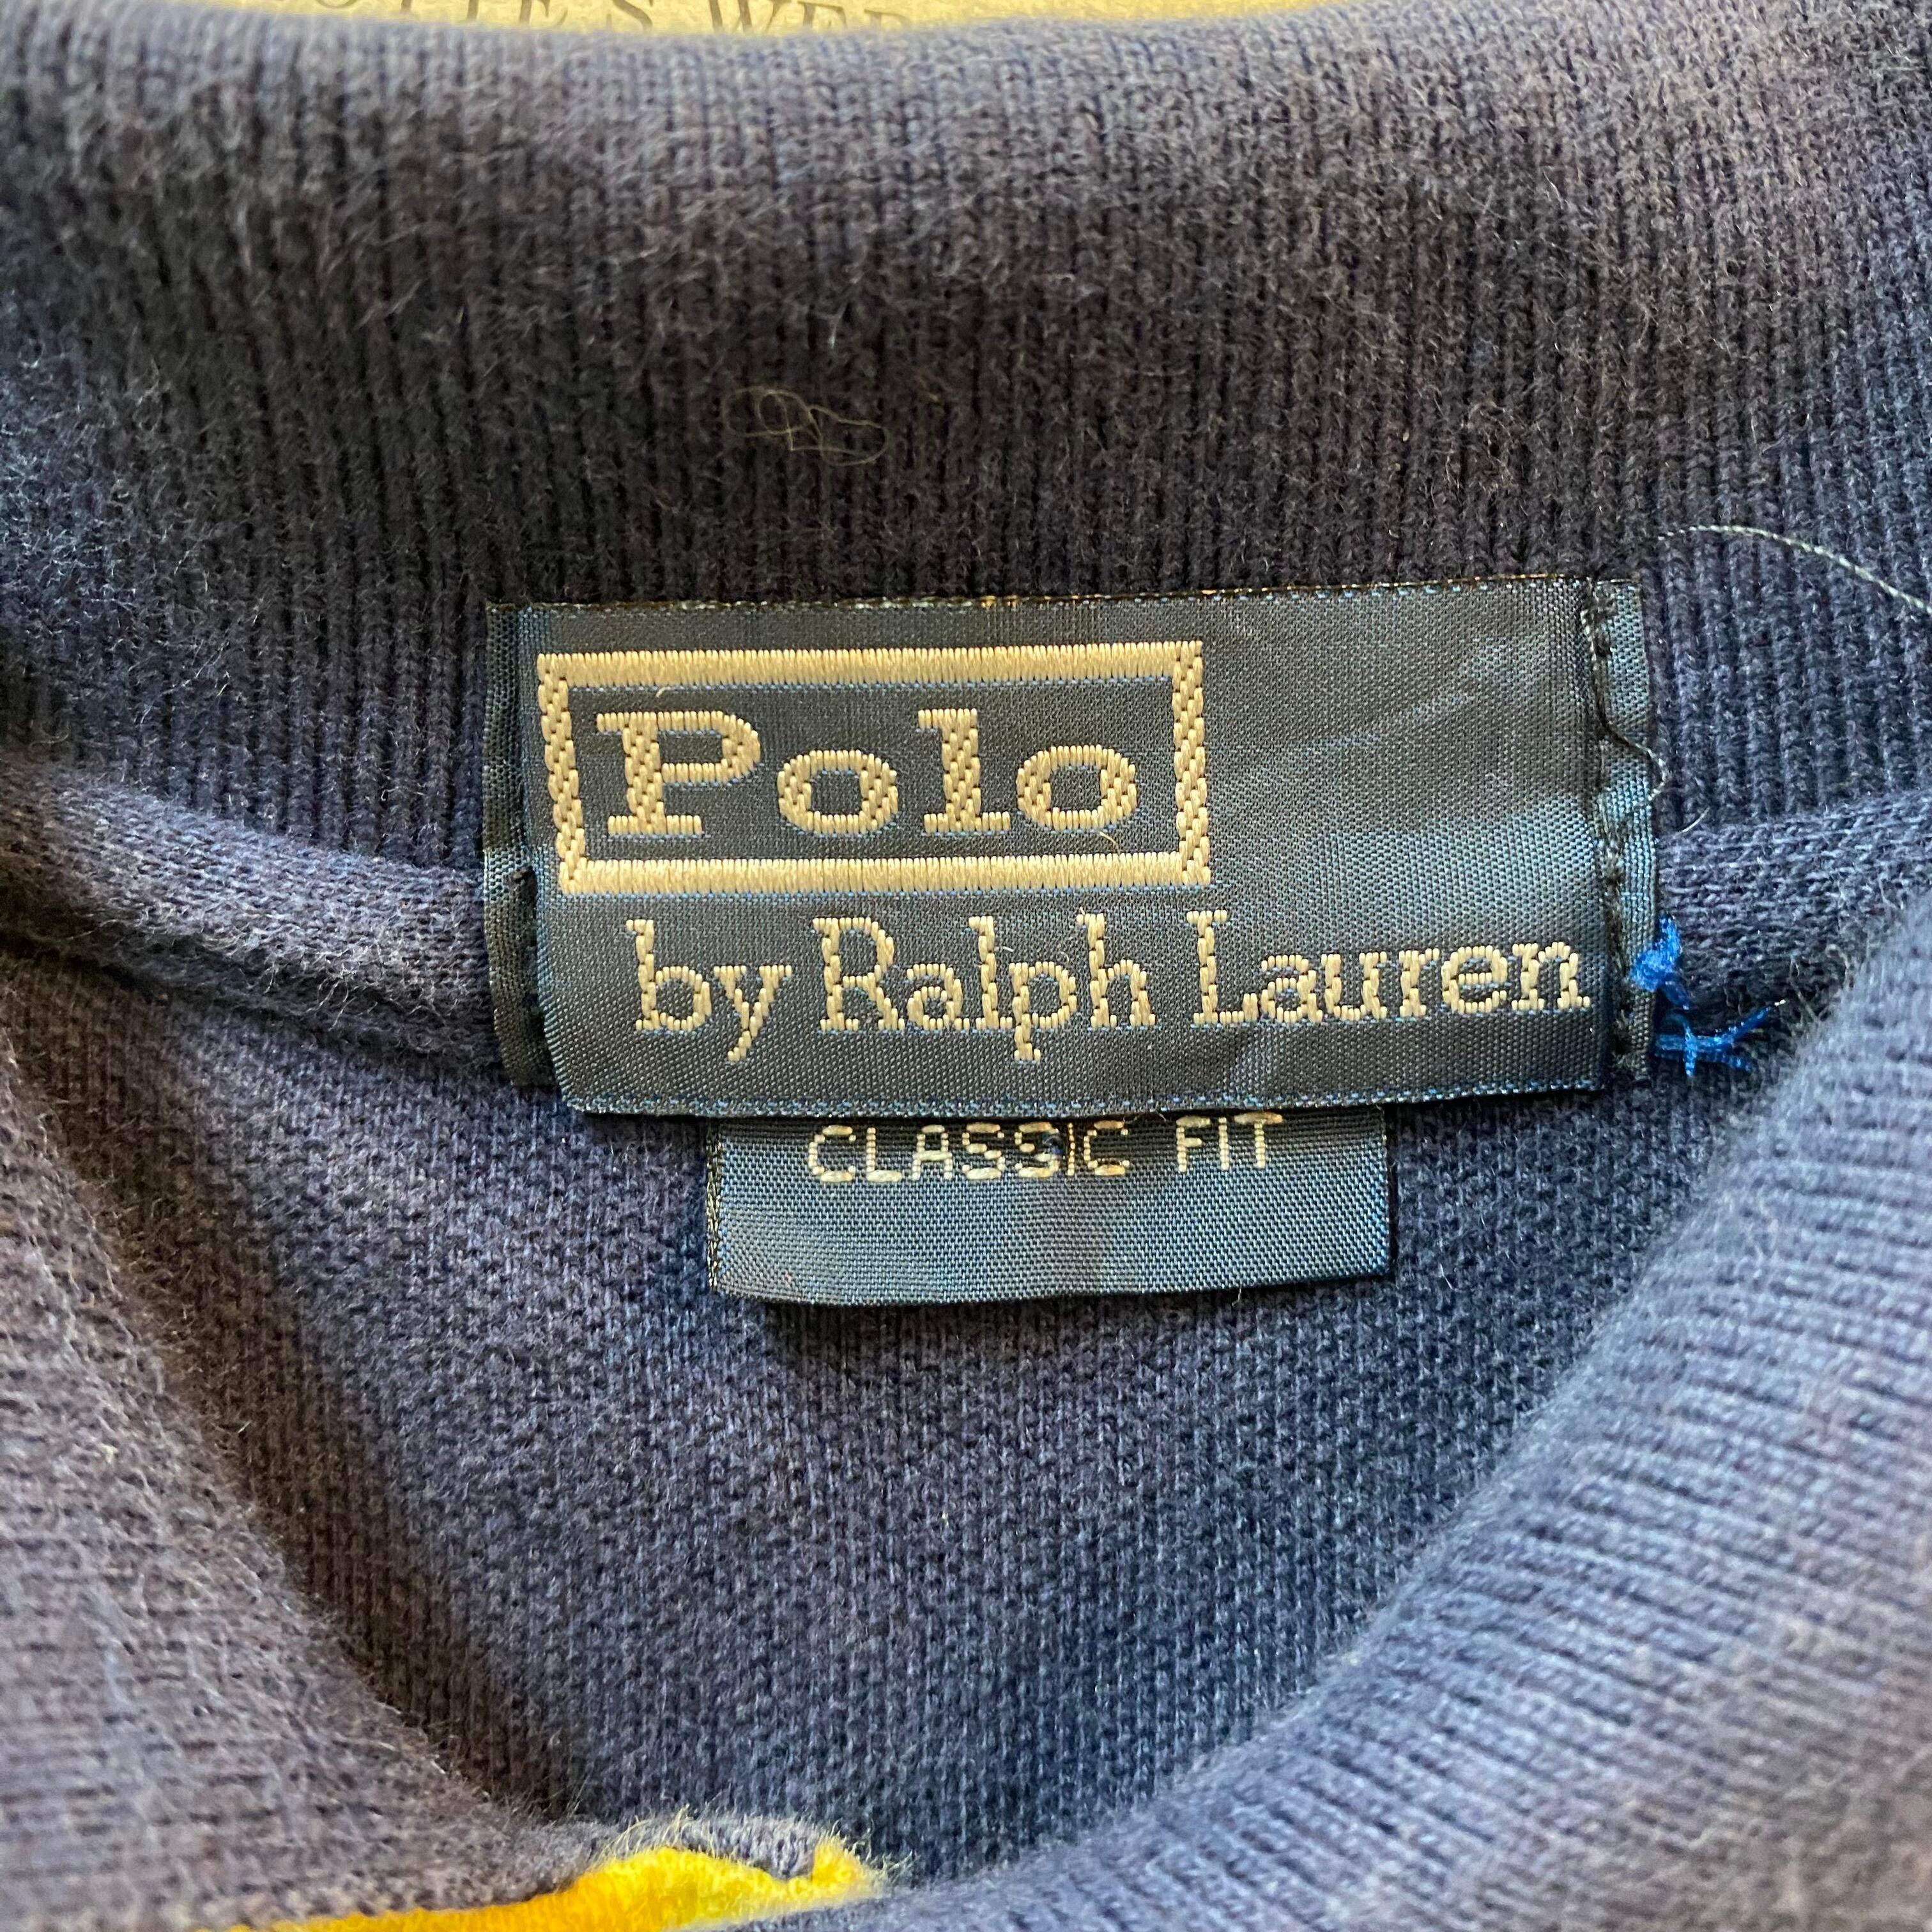 Polo
by Ralph Lauren
CLASSIC FIT